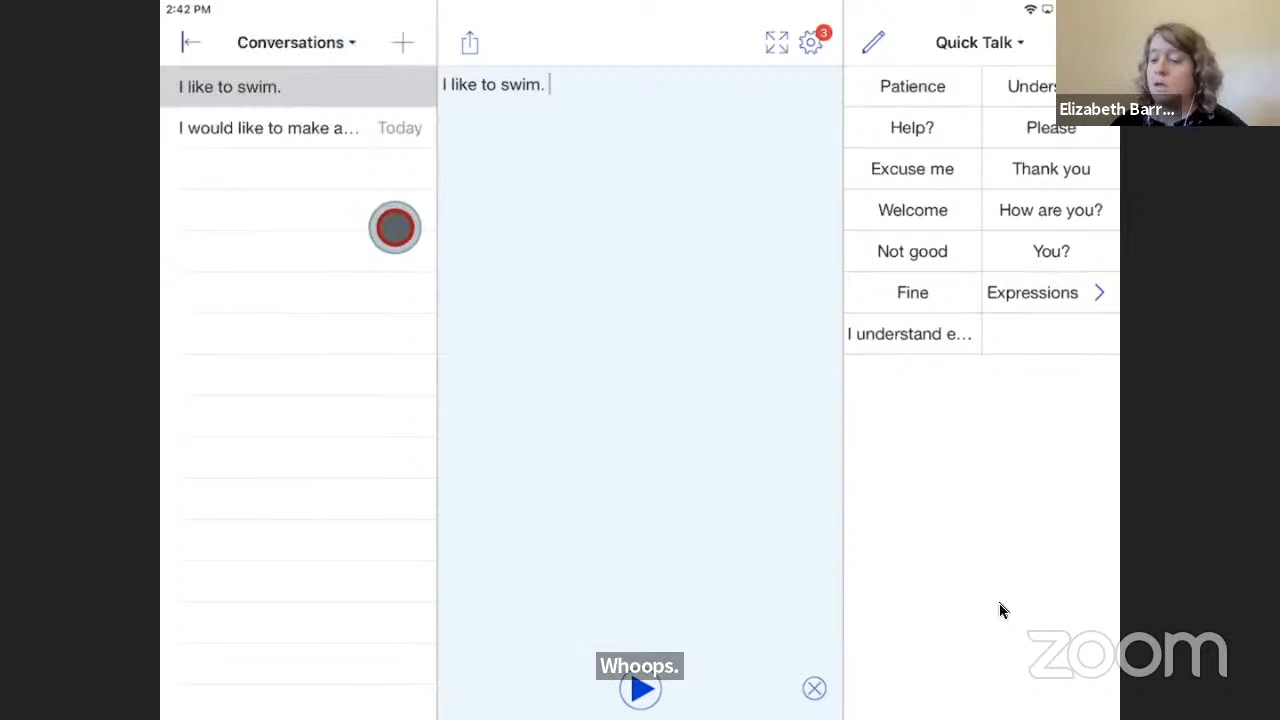 2:42 PM
Conversations
I like to swim.
I would like to make a... Today
I like to swim.
3
Quick Talk
Patience
Help? Please
Excuse me Thank you
Welcome How are you?
Not good You?
Fine Expressions
I understand e...
Elizabeth Barr...
Whoops.
zoom